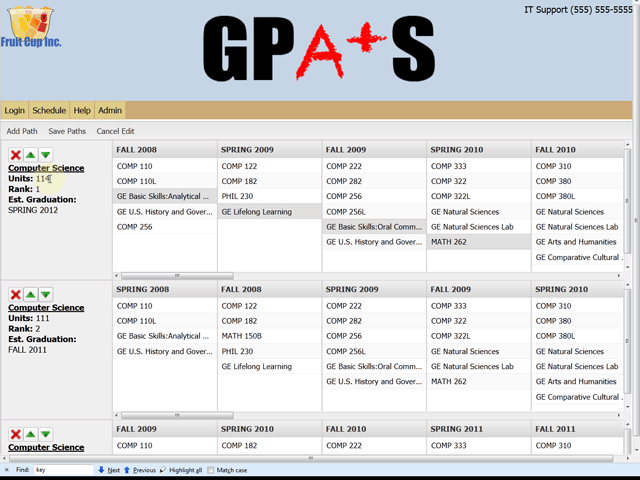 IT Support (555) 555-5555
Fruit Cup Inc.
GPA+S
Login Schedule Help Admin
Add Path Save Paths Cancel Edit
Computer Science
Units: 114
Rank: 1
Est. Graduation:
SPRING 2012
FALL 2008 SPRING 2009 FALL 2009 SPRING 2010 FALL 2010
COMP 110 COMP 122 COMP 222 COMP 333 COMP 310
COMP 110L COMP 182 COMP 282 COMP 322 COMP 380
GE Basic Skills:Analytical ... PHIL 230 COMP 256 COMP 322L COMP 380L
GE U.S. History and Gover... GE Lifelong Learning COMP 256L GE Natural Sciences GE Natural Sciences
COMP 256 GE Basic Skills:Oral Comm... GE Natural Sciences Lab GE Natural Sciences Lab
GE U.S. History and Gover... MATH 262 GE Arts and Humanities
GE Comparative Cultural .
Computer Science
Units: 111
Rank: 2
Est. Graduation:
FALL 2011
SPRING 2008 FALL 2008 SPRING 2009 FALL 2009 SPRING 2010
COMP 110 COMP 122 COMP 222 COMP 333 COMP 310
COMP 110L COMP 182 COMP 282 COMP 322 COMP 380
GE Basic Skills:Analytical ... MATH 150B COMP 256 COMP 322L COMP 380L
GE U.S. History and Gover... PHIL 230 COMP 256L GE Natural Sciences GE Natural Sciences
GE Lifelong Learning GE Basic Skills:Oral Comm... GE Natural Sciences Lab GE Natural Sciences Lab
GE U.S. History and Gover... MATH 262 GE Arts and Humanities
GE Comparative Cultural .
Computer Science
FALL 2009 SPRING 2010 FALL 2010 SPRING 2011 FALL 2011
COMP 110 COMP 182 COMP 222 COMP 333 COMP 310
Find: key Next Previous Highlight all Match case